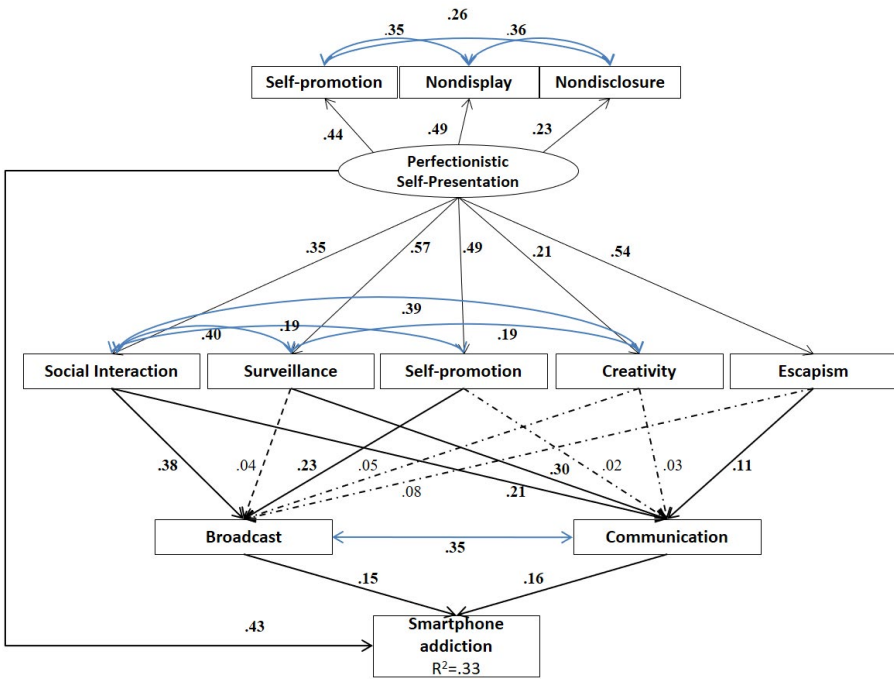 .26
.35 .36
Self-promotion Nondisplay Nondisclosure
.44 .49 .23
Perfectionistic
Self-Presentation
.35 .57 .49 .21 .54
.39
.40 .19 .19
Social Interaction Surveillance Self-promotion Creativity Escapism
.38 .04 .23 .05 .30 .02 .03 .11
.08 .21
Broadcast Communication
.35
.15 .16
.43
Smartphone
addiction
R²=.33